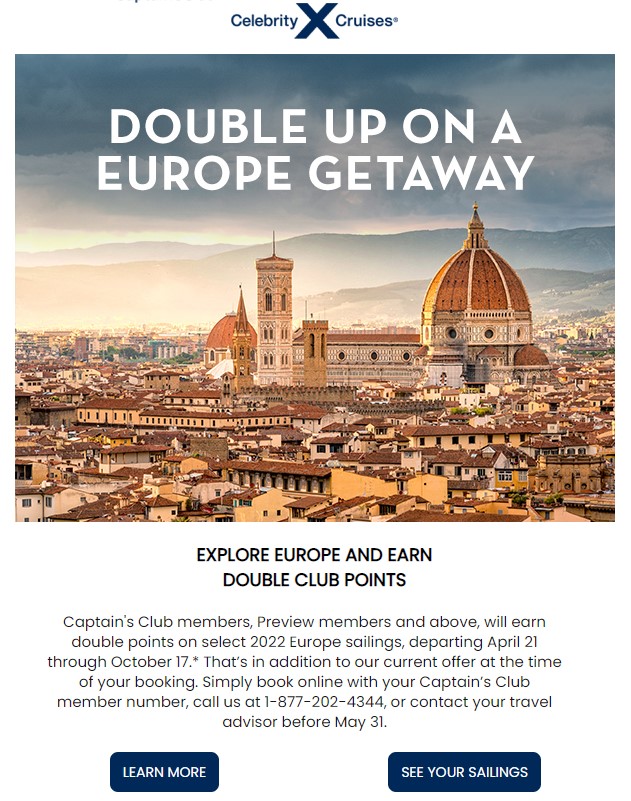 Celebrity X Cruises®
DOUBLE UP ON A
EUROPE GETAWAY
EXPLORE EUROPE AND EARN
DOUBLE CLUB POINTS
Captain's Club members, Preview members and above, will earn
double points on select 2022 Europe sailings, departing April 21
through October 17.* That’s in addition to our current offer at the time
of your booking. Simply book online with your Captain’s Club
member number, call us at 1-877-202-4344, or contact your travel
advisor before May 31.
LEARN MORE
SEE YOUR SAILINGS